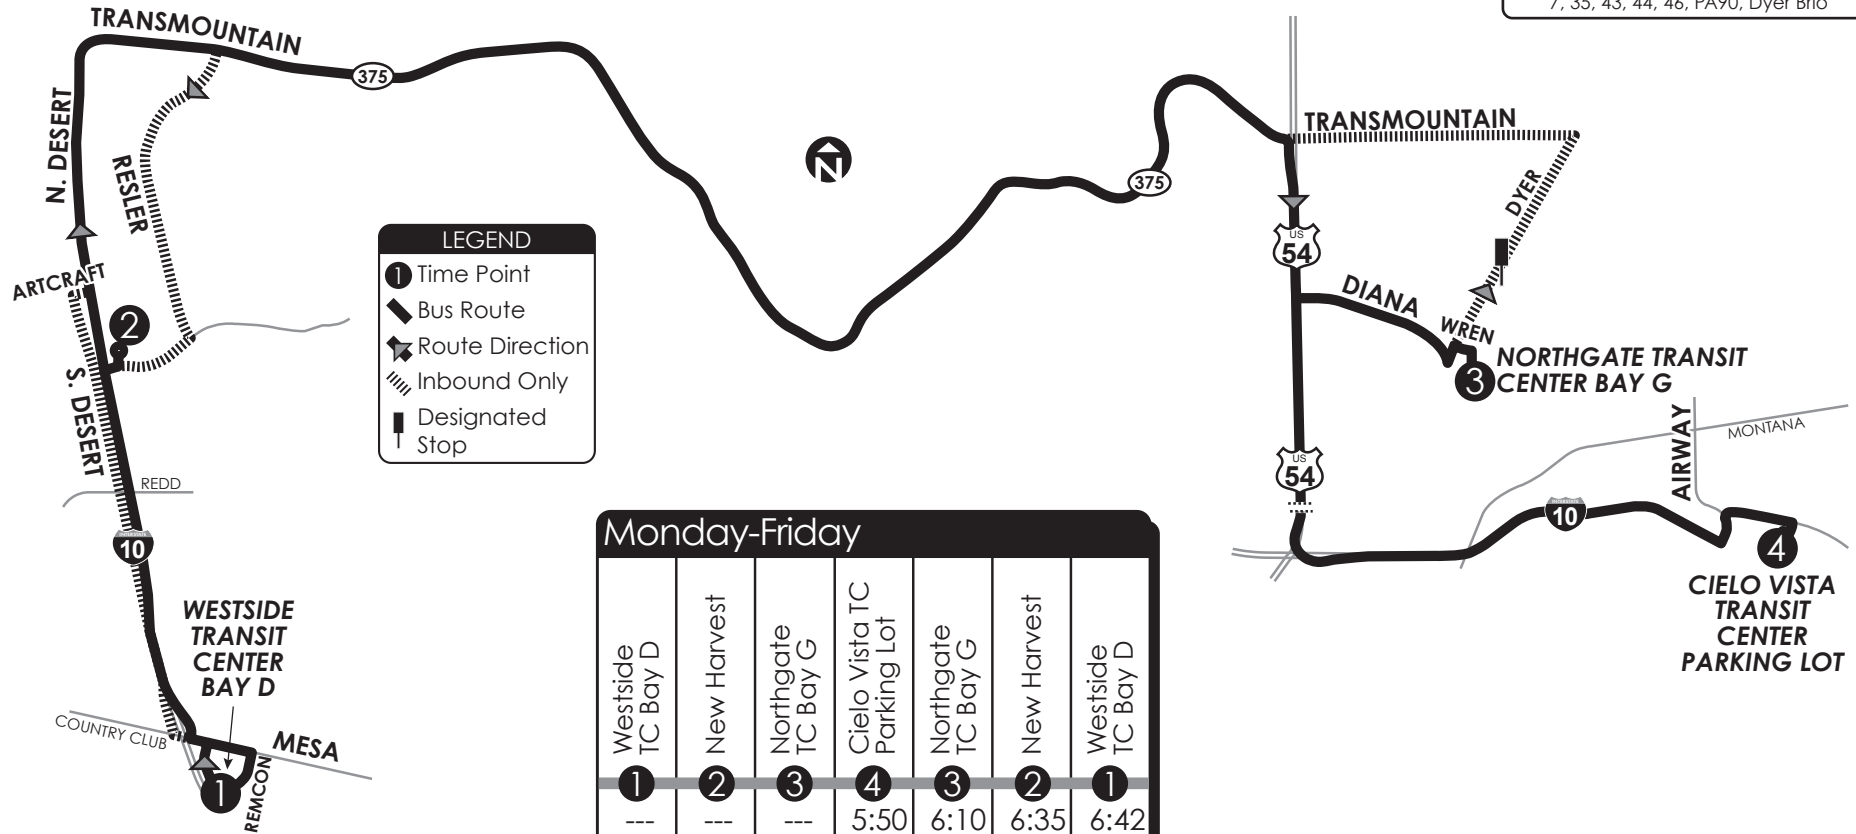 7, 35, 43, 44, 46, PA90, Dyer Brio
TRANSMOUNTAIN
375
N. DESERT
RESLER
ARTCRAFT
2
S. DESERT
REDD
INTERSTATE
10
WESTSIDE
TRANSIT
CENTER
BAY D
COUNTRY CLUB
MESA
REMCON
1
N
LEGEND
1 Time Point
Bus Route
Route Direction
Inbound Only
Designated
Stop
375
TRANSMOUNTAIN
DYER
US
54
DIANA
WREN
3
NORTHGATE TRANSIT
CENTER BAY G
US
54
AIRWAY
MONTANA
INTERSTATE
10
4
CIELO VISTA
TRANSIT
CENTER
PARKING LOT
Monday-Friday
Westside
TC Bay D
New Harvest
Northgate
TC Bay G
Cielo Vista TC
Parking Lot
Northgate
TC Bay G
New Harvest
Westside
TC Bay D
1 2 3 4 3 2 1
--- --- --- 5:50 6:10 6:35 6:42